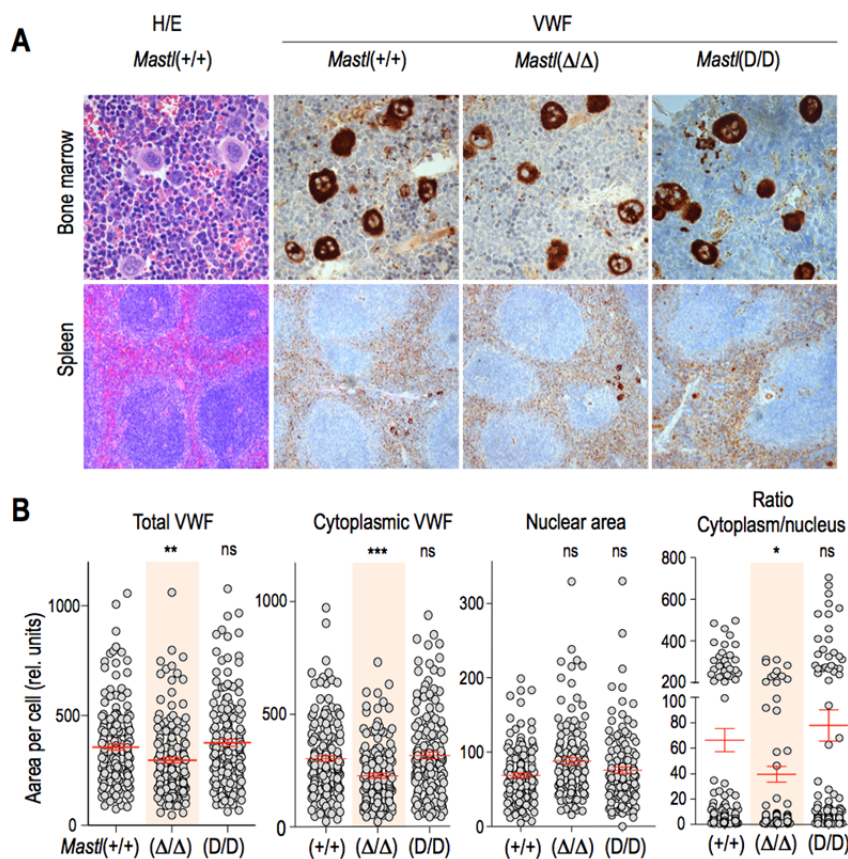 A
H/E
VWF
Mastl(+/+)
Mastl(+/+)
Mastl(Δ/Δ)
Mastl(D/D)
Bone marrow
Spleen
B
Total VWF
Cytoplasmic VWF
Nuclear area
Ratio
Cytoplasm/nucleus
** ns
*** ns
ns ns
* ns
Aarea per cell (rel. units)
1000
500
0
1000
500
0
300
200
100
0
800
600
400
200
100
80
60
40
20
0
Mastl(+/+) (Δ/Δ) (D/D)
(+/+) (Δ/Δ) (D/D)
(+/+) (Δ/Δ) (D/D)
(+/+) (Δ/Δ) (D/D)